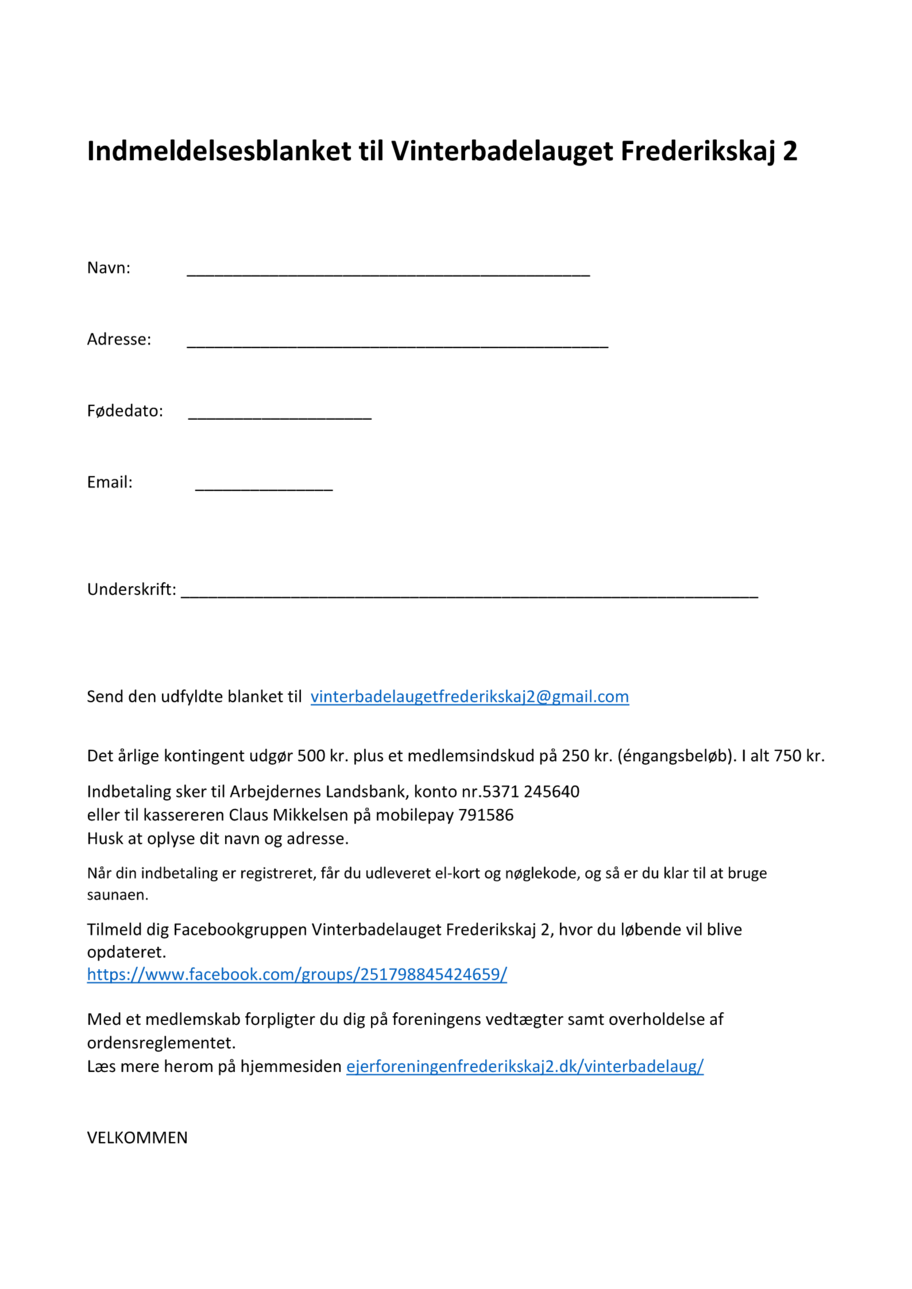 Indmeldelsesblanket til Vinterbadelauget Frederikskaj 2
Navn: ____________________________________________
Adresse: ______________________________________________
Fødedato: ____________________
Email: _______________
Underskrift: _______________________________________________________________
Send den udfyldte blanket til vinterbadelaugetfrederikskaj2@gmail.com
Det årlige kontingent udgør 500 kr. plus et medlemsindskud på 250 kr. (éngangsbeløb). I alt 750 kr.
Indbetaling sker til Arbejdernes Landsbank, konto nr.5371 245640
eller til kassereren Claus Mikkelsen på mobilepay 791586
Husk at oplyse dit navn og adresse.
Når din indbetaling er registreret, får du udleveret el-kort og nøglekode, og så er du klar til at bruge
saunaen.
Tilmeld dig Facebookgruppen Vinterbadelauget Frederikskaj 2, hvor du løbende vil blive
opdateret.
https://www.facebook.com/groups/251798845424659/
Med et medlemskab forpligter du dig på foreningens vedtægter samt overholdelse af
ordensreglementet.
Læs mere herom på hjemmesiden ejerforeningenfrederikskaj2.dk/vinterbadelaug/
VELKOMMEN